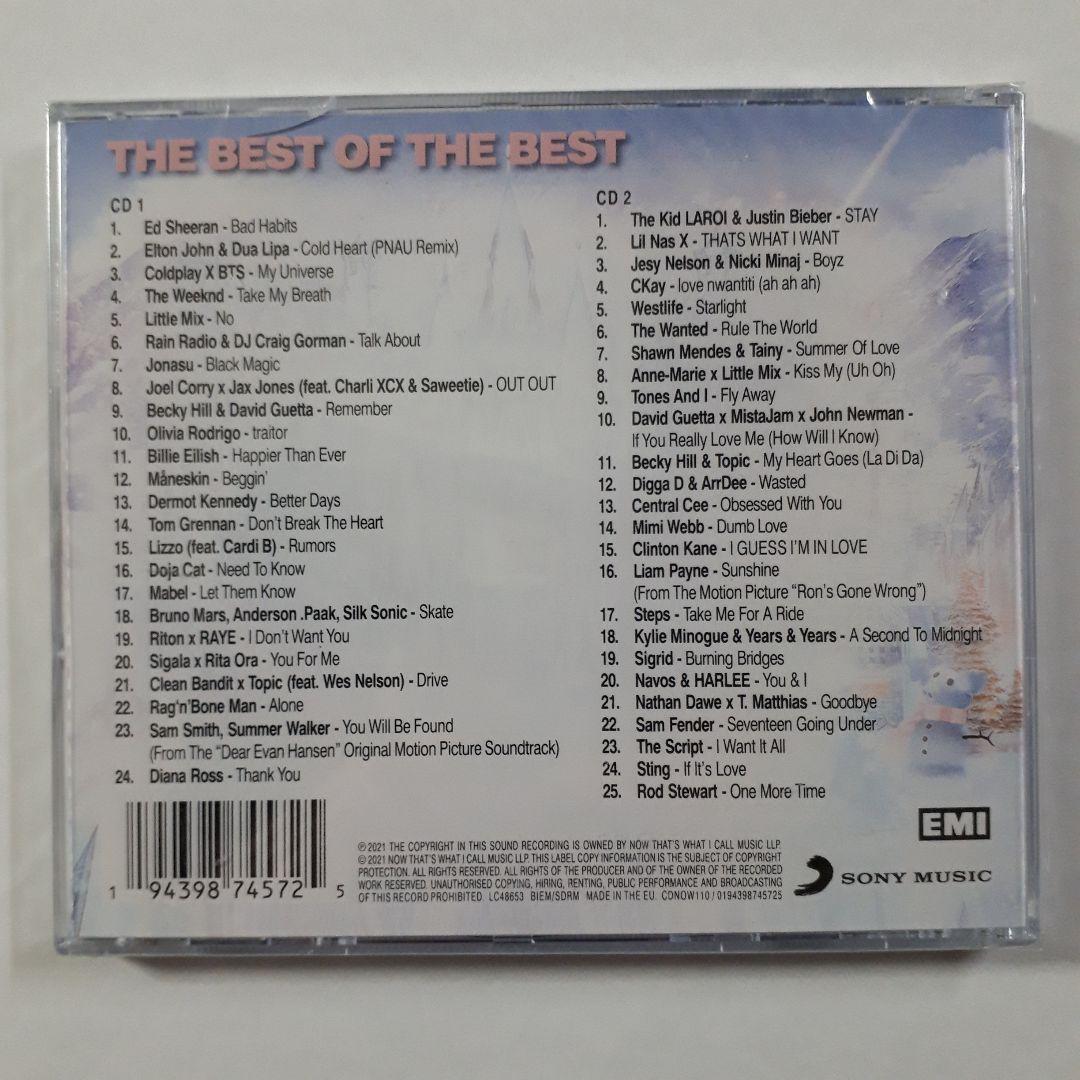 THE BEST OF THE BEST
CD 1
1. Ed Sheeran - Bad Habits
2. Elton John & Dua Lipa - Cold Heart (PNAU Remix)
3. Coldplay X BTS - My Universe
4. The Weeknd - Take My Breath
5. Little Mix - No
6. Rain Radio & DJ Craig Gorman - Talk About
7. Jonasu - Black Magic
8. Joel Corry x Jax Jones (feat. Charli XCX & Saweetie) - OUT OUT
9. Becky Hill & David Guetta - Remember
10. Olivia Rodrigo - traitor
11. Billie Eilish - Happier Than Ever
12. Måneskin - Beggin'
13. Dermot Kennedy - Better Days
14. Tom Grennan - Don't Break The Heart
15. Lizzo (feat. Cardi B) - Rumors
16. Doja Cat - Need To Know
17. Mabel - Let Them Know
18. Bruno Mars, Anderson .Paak, Silk Sonic - Skate
19. Riton x RAYE - I Don't Want You
20. Sigala x Rita Ora - You For Me
21. Clean Bandit x Topic (feat. Wes Nelson) - Drive
22. Rag'n'Bone Man - Alone
23. Sam Smith, Summer Walker - You Will Be Found
(From The "Dear Evan Hansen" Original Motion Picture Soundtrack)
24. Diana Ross - Thank You
CD 2
1. The Kid LAROI & Justin Bieber - STAY
2. Lil Nas X - THATS WHAT I WANT
3. Jesy Nelson & Nicki Minaj - Boyz
4. CKay - love nwantiti (ah ah ah)
5. Westlife - Starlight
6. The Wanted - Rule The World
7. Shawn Mendes & Tainy - Summer Of Love
8. Anne-Marie x Little Mix - Kiss My (Uh Oh)
9. Tones And I - Fly Away
10. David Guetta x MistaJam x John Newman -
If You Really Love Me (How Will I Know)
11. Becky Hill & Topic - My Heart Goes (La Di Da)
12. Digga D & ArrDee - Wasted
13. Central Cee - Obsessed With You
14. Mimi Webb - Dumb Love
15. Clinton Kane - I GUESS I'M IN LOVE
16. Liam Payne - Sunshine
(From The Motion Picture "Ron's Gone Wrong")
17. Steps - Take Me For A Ride
18. Kylie Minogue & Years & Years - A Second To Midnight
19. Sigrid - Burning Bridges
20. Navos & HARLEE - You & I
21. Nathan Dawe x T. Matthias - Goodbye
22. Sam Fender - Seventeen Going Under
23. The Script - I Want It All
24. Sting - If It's Love
25. Rod Stewart - One More Time
1 94398 74572 5
℗ 2021 THE COPYRIGHT IN THIS SOUND RECORDING IS OWNED BY NOW THAT'S WHAT I CALL MUSIC LLP.
© 2021 NOW THAT'S WHAT I CALL MUSIC LLP. THIS LABEL COPY INFORMATION IS THE SUBJECT OF COPYRIGHT
PROTECTION. ALL RIGHTS RESERVED. ALL RIGHTS OF THE PRODUCER AND OF THE OWNER OF THE RECORDED
WORK RESERVED. UNAUTHORISED COPYING, HIRING, RENTING, PUBLIC PERFORMANCE AND BROADCASTING
OF THIS RECORD PROHIBITED. LC48653 BIEM/SDRM MADE IN THE EU. CDNOW110 / 0194398745725
EMI
SONY MUSIC